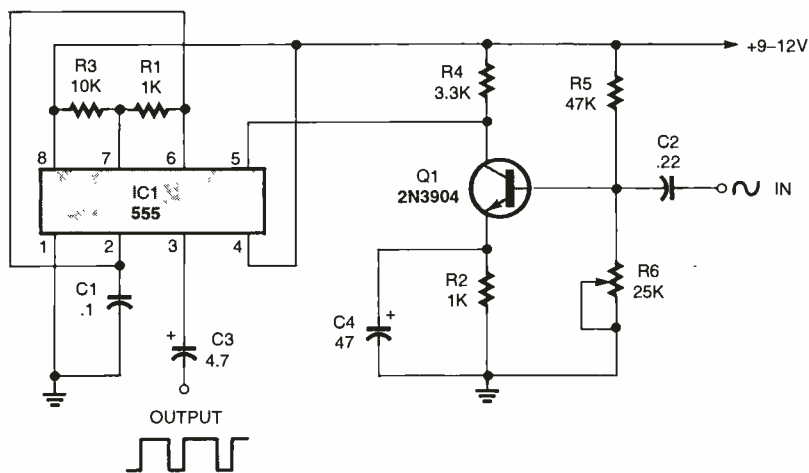 +9–12V
R3
10K
R1
1K
R4
3.3K
R5
47K
8 7 6 5
C2
.22
Q1
2N3904
IC1
555
IN
1 2 3 4
C1
.1
R2
1K
R6
25K
+
C3
4.7
+
C4
47
OUTPUT